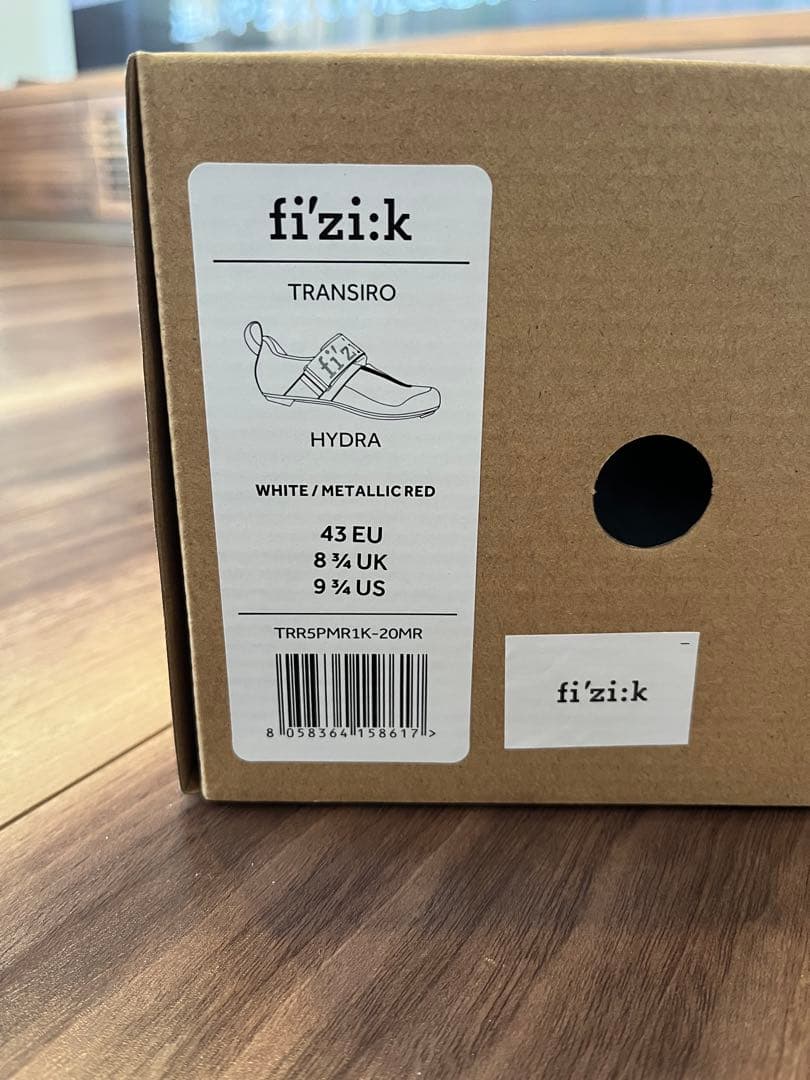 fi'zi:k
TRANSIRO
fi'zi
HYDRA
WHITE / METALLIC RED
43 EU
8 ¾ UK
9 ¾ US
TRR5PMR1K-20MR
8 058364 158617 >
fi'zi:k